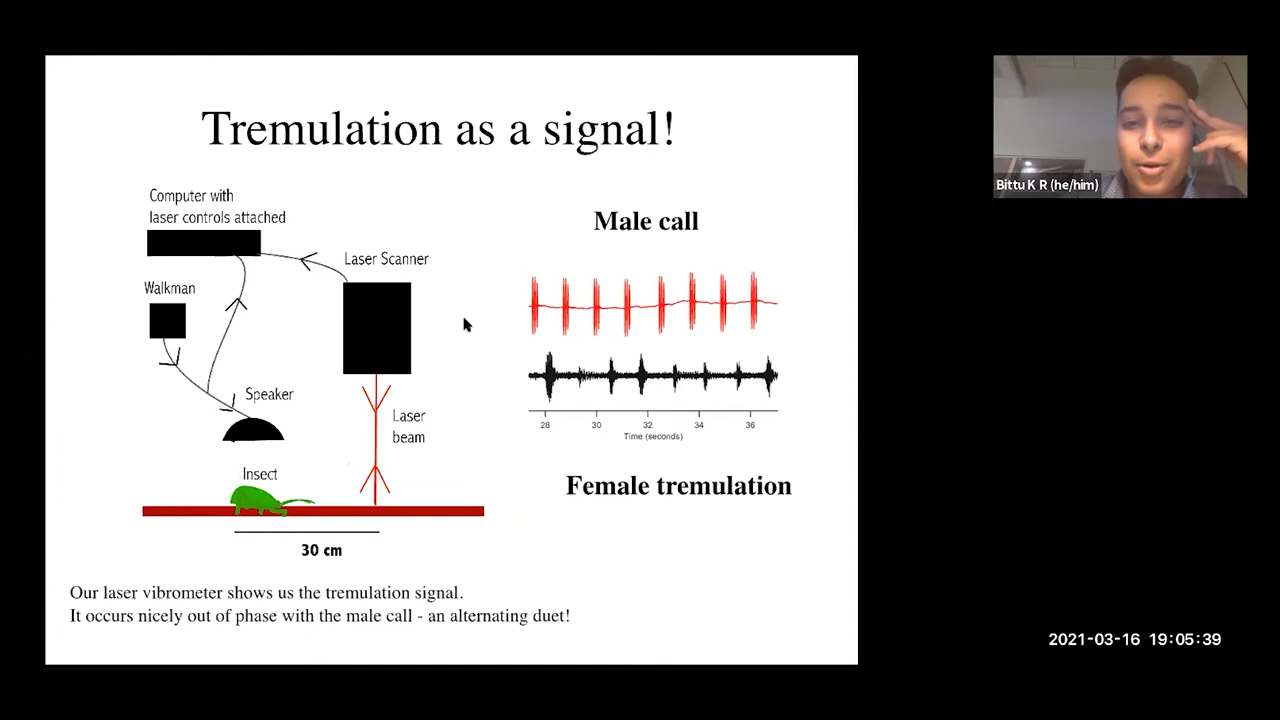 Tremulation as a signal!
Computer with
laser controls attached
Laser Scanner
Walkman
Speaker
Laser
beam
Insect
30 cm
Male call
28 30 32 34 36
Time (seconds)
Female tremulation
Our laser vibrometer shows us the tremulation signal.
It occurs nicely out of phase with the male call - an alternating duet!
Bittu K R (he/him)
2021-03-16 19:05:39